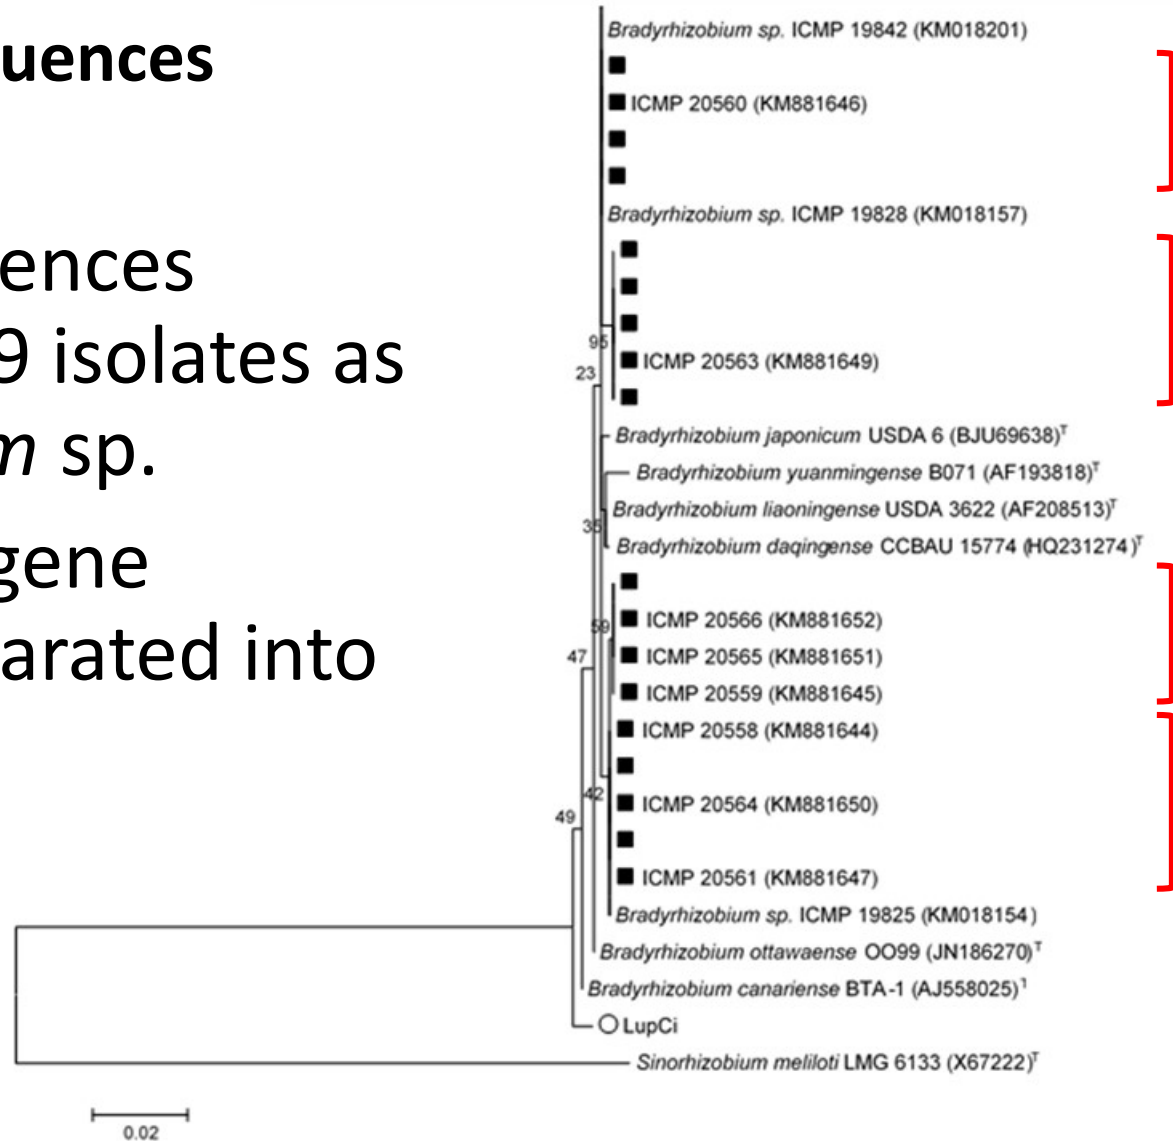 uences
ences
9 isolates as
m sp.
gene
arated into
Bradyrhizobium sp. ICMP 19842 (KM018201)
ICMP 20560 (KM881646)
Bradyrhizobium sp. ICMP 19828 (KM018157)
95
ICMP 20563 (KM881649)
23
Bradyrhizobium japonicum USDA 6 (BJU69638)T
Bradyrhizobium yuanmingense B071 (AF193818)T
Bradyrhizobium liaoningense USDA 3622 (AF208513)T
35
Bradyrhizobium daqingense CCBAU 15774 (HQ231274)T
ICMP 20566 (KM881652)
59
ICMP 20565 (KM881651)
47
ICMP 20559 (KM881645)
ICMP 20558 (KM881644)
42
ICMP 20564 (KM881650)
49
ICMP 20561 (KM881647)
Bradyrhizobium sp. ICMP 19825 (KM018154)
Bradyrhizobium ottawaense OO99 (JN186270)T
Bradyrhizobium canariense BTA-1 (AJ558025)T
LupCi
Sinorhizobium meliloti LMG 6133 (X67222)T
0.02